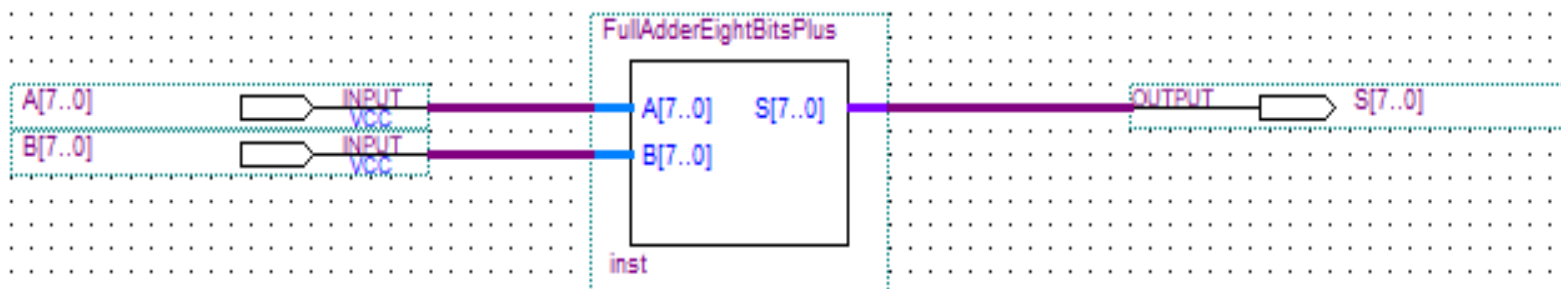 FullAdderEightBitsPlus
A[7..0]
INPUT
VCC
B[7..0]
INPUT
VCC
A[7..0]
S[7..0]
B[7..0]
OUTPUT
S[7..0]
inst